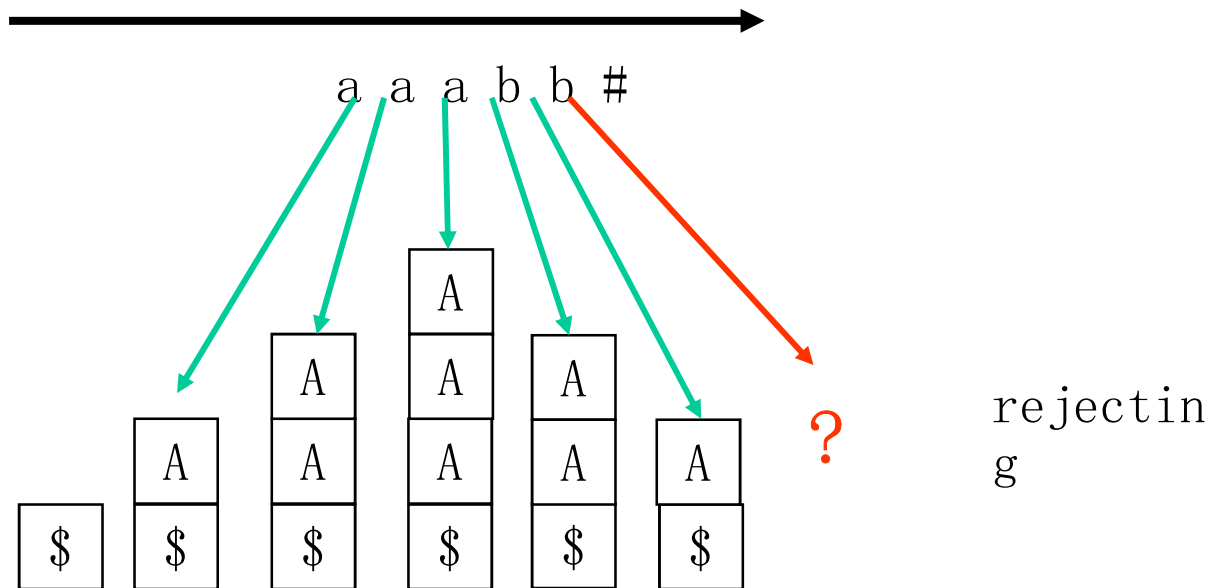 a a a b b #
A
A A A
A A A A A
$ $ $ $ $ $
?
rejectin
g